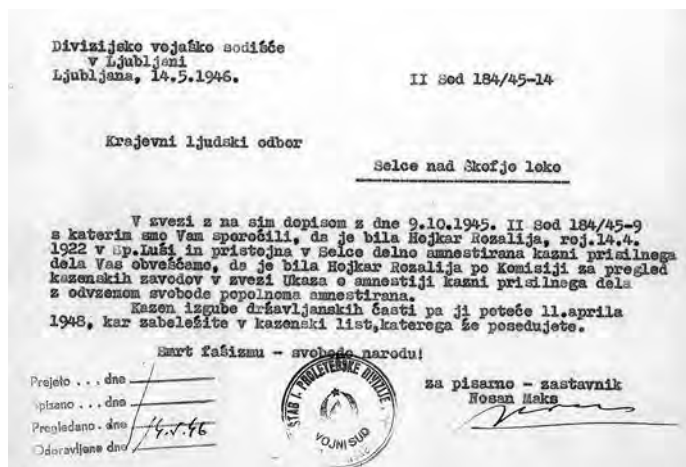 Divizijsko vojaško sodišče
v Ljubljani
Ljubljana, 14.5.1946.
II Sod 184/45-14
Krajevni ljudski odbor
Selce nad Škofjo loko
V zvezi z na sim dopisom z dne 9.10.1945. II Sod 184/45-9
s katerim smo Vam sporočili, da je bila Hojkar Rozalija, roj.14.4.
1922 v Sp.Luši in pristojna v Selce delno amnestirana kazni prisilnega
dela Vas obveščamo, da je bila Hojkar Rozalija po Komisiji za pregled
kazenskih zavodov v zvezi Ukaza o amnestiji kazni prisilnega dela
z odvzemom svobode popolnoma amnestirana.
Kazen izgube državljanskih časti pa ji poteče 11.aprila
1948, kar zabeležite v kazenski list,katerega že posedujete.
Smrt fašizmu - svoboda narodu!
Prejeto . . . dne
pisano . . . dne
Pregledano . dne
Odpravljeno dne
14.5.46
ŠTAB I. PROLETERSKE DIVIZIJE
VOJNI SUD
za pisarno - zastavnik
Nosan Maks